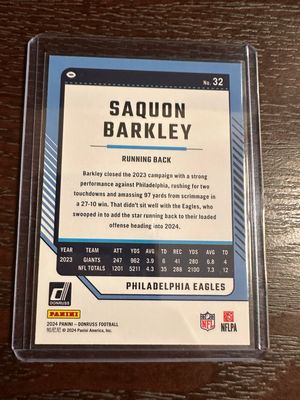 No. 32
SAQUON
BARKLEY
RUNNING BACK
Barkley closed the 2023 campaign with a strong
performance against Philadelphia, rushing for two
touchdowns and amassing 97 yards from scrimmage in
a 27-10 win. That didn't sit well with the Eagles, who
swooped in to add the star running back to their loaded
offense heading into 2024.
YEAR TEAM ATT YDS AVG TD REC YDS AVG TD
2023 GIANTS 247 962 3.9 6 41 280 6.8 4
NFL TOTALS 1201 5211 4.3 35 288 2100 7.3 12
PHILADELPHIA EAGLES
DONRUSS
PANINI
2024 PANINI – DONRUSS FOOTBALL
© 2024 Panini America, Inc.
NFL
NFLPA